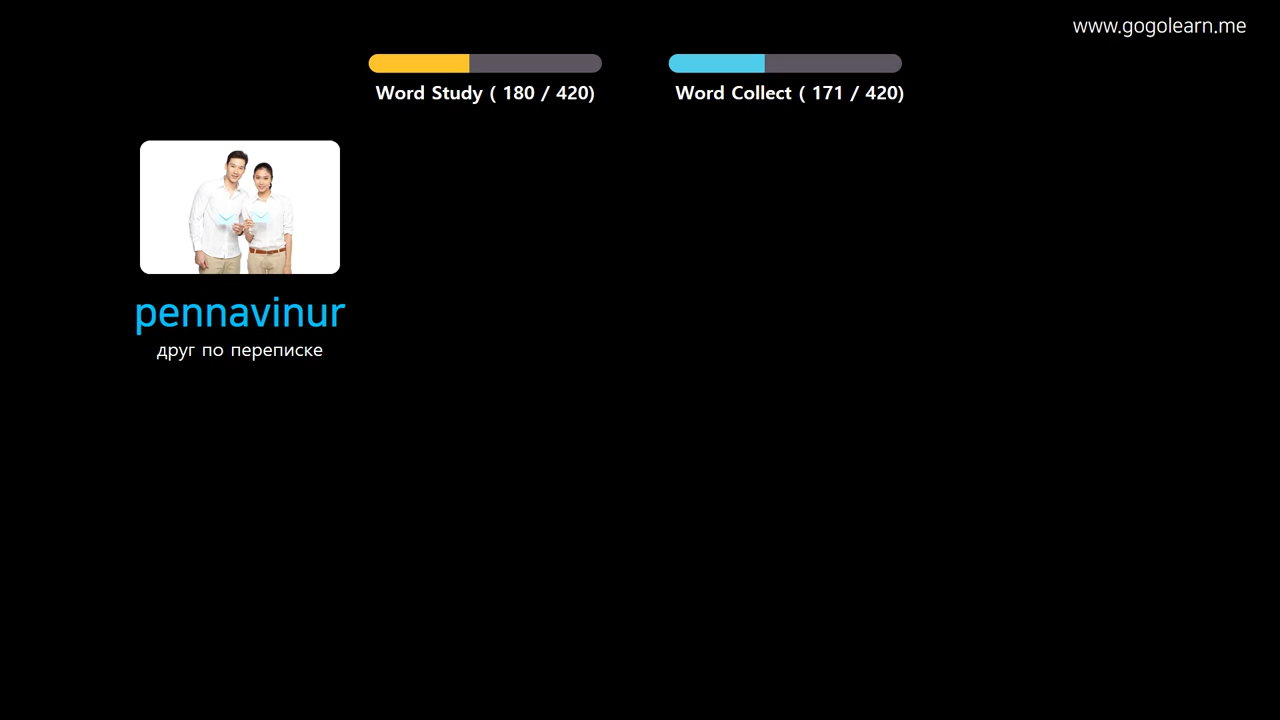 www.gogolearn.me
Word Study ( 180 / 420)
Word Collect ( 171 / 420)
pennavinur
друг по переписке